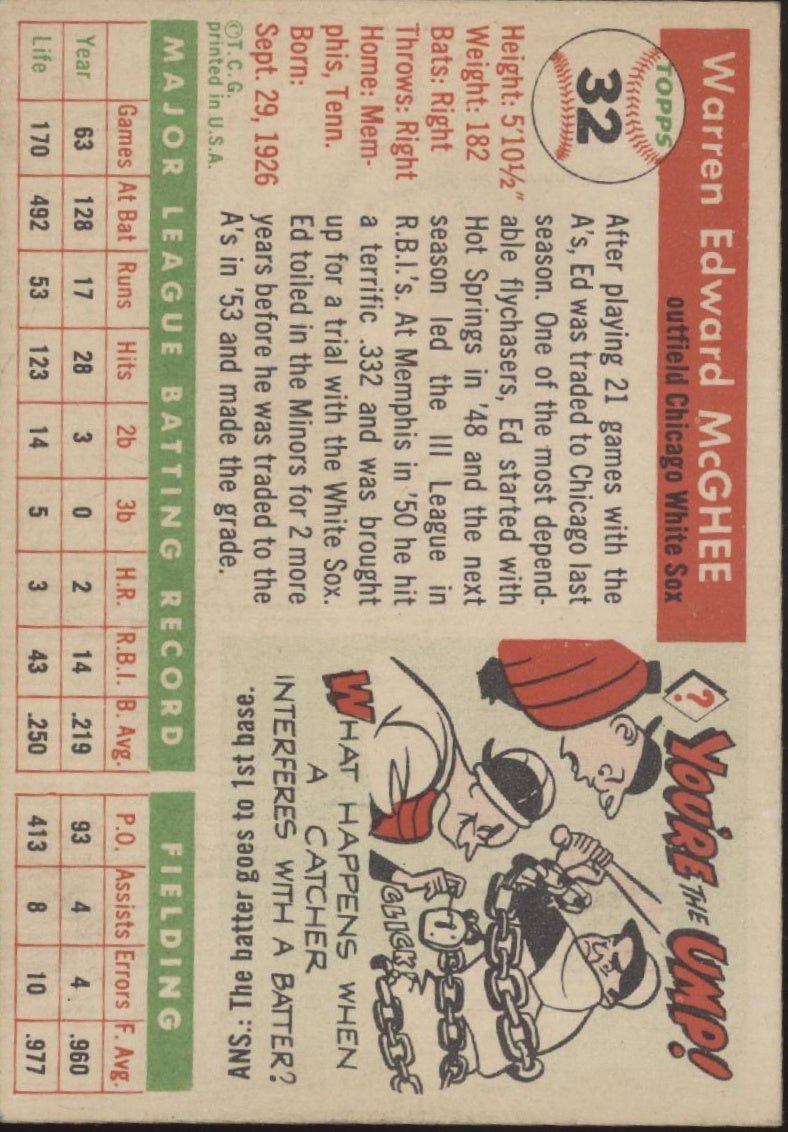 TOPPS
32
Warren Edward McGHEE
outfield Chicago White Sox
Height: 5'10½"
Weight: 182
Bats: Right
Throws: Right
Home: Mem-
phis, Tenn.
Born:
Sept. 29, 1926
©T.C.G.
printed in U.S.A.
After playing 21 games with the
A's, Ed was traded to Chicago last
season. One of the most depend-
able flychasers, Ed started with
Hot Springs in '48 and the next
season led the III League in
R.B.I.'s. At Memphis in '50 he hit
a terrific .332 and was brought
up for a trial with the White Sox.
Ed toiled in the Minors for 2 more
years before he was traded to the
A's in '53 and made the grade.
?
YOU'RE THE UMP!
CLICK!
WHAT HAPPENS WHEN
A CATCHER
INTERFERES WITH A BATTER?
ANS.: The batter goes to 1st base.
MAJOR LEAGUE BATTING RECORD
FIELDING
Games At Bat Runs Hits 2b 3b H.R. R.B.I. B. Avg. P.O. Assists Errors F. Avg.
Year 63 128 17 28 3 0 2 14 .219 93 4 4 .960
Life 170 492 53 123 14 5 3 43 .250 413 8 10 .977